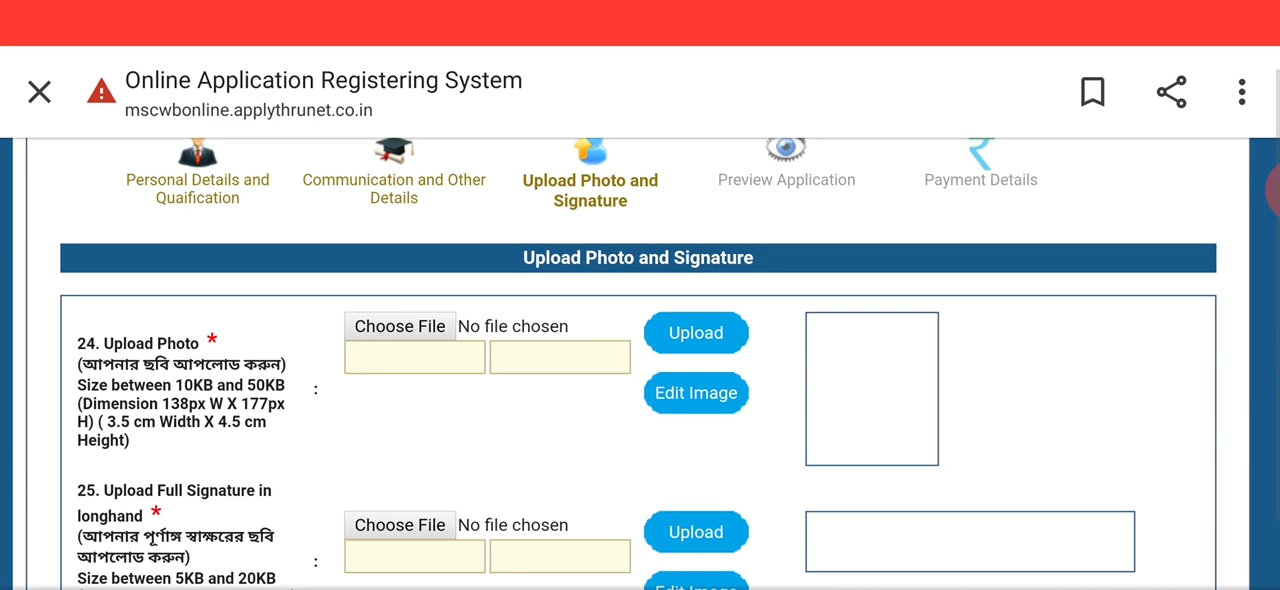 Online Application Registering System
mscwbonline.applythrunet.co.in
Personal Details and
Quaification
Communication and Other
Details
Upload Photo and
Signature
Preview Application
Payment Details
Upload Photo and Signature
24. Upload Photo *
(আপনার ছবি আপলোড করুন)
Size between 10KB and 50KB
(Dimension 138px W X 177px
H) ( 3.5 cm Width X 4.5 cm
Height)
:
Choose File No file chosen
Upload
Edit Image
25. Upload Full Signature in
longhand *
(আপনার পূর্ণাঙ্গ স্বাক্ষরের ছবি
আপলোড করুন)
Size between 5KB and 20KB
:
Choose File No file chosen
Upload
Edit Image